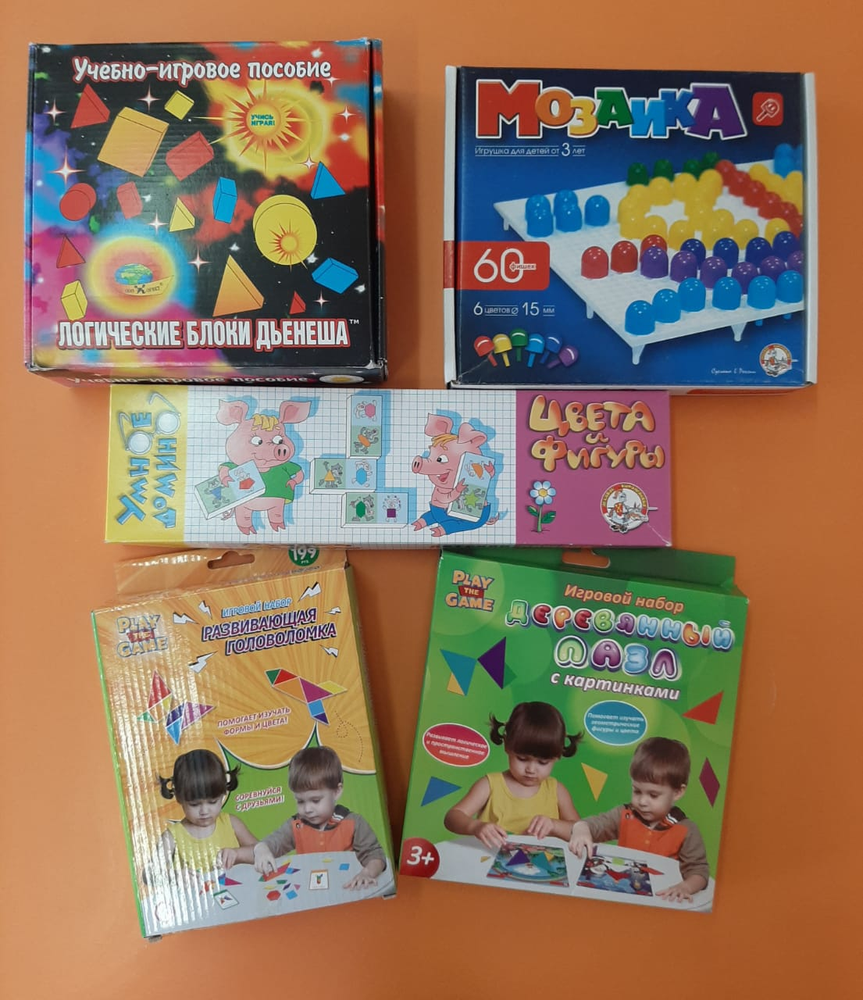 Учебно-игровое пособие
УЧИСЬ
ИГРАЯ!
ЛОГИЧЕСКИЕ БЛОКИ ДЬЕНЕША™
Учебно-игровое пособие
МОЗАИКА
Игрушка для детей от 3 лет
60 фишек
6 цветов ⌀ 15 мм
Сделано в России
УМНОЕ
ДОМИНО
ЦВЕТА
и
ФИГУРЫ
199
РУБ
PLAY
THE
GAME
ИГРОВОЙ НАБОР
РАЗВИВАЮЩАЯ
ГОЛОВОЛОМКА
ПОМОГАЕТ ИЗУЧАТЬ
ФОРМЫ И ЦВЕТА!
СОРЕВНУЙСЯ
С ДРУЗЬЯМИ!
PLAY
THE
GAME
Игровой набор
ДЕРЕВЯННЫЙ
ПАЗЛ
с картинками
Помогает изучать
геометрические
фигуры и цвета
Развивает логическое
и пространственное
мышление
3+